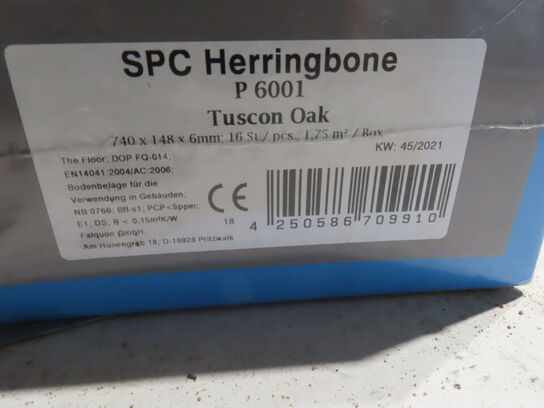 SPC Herringbone
P 6001
Tuscon Oak
740 x 148 x 6mm; 16 St./ pcs., 1,75 m² / Box
KW: 45/2021
The Floor; DOP FQ-014;
EN14041:2004/AC:2006;
Bodenbeläge für die
Verwendung in Gebäuden;
NB 0766; Bfl-s1; PCP<5ppm;
E1; DS; R < 0,15m²K/W
Falquon GmbH,
Am Hünengrab 18, D-16928 Pritzwalk
CE
18
4 250586 709910